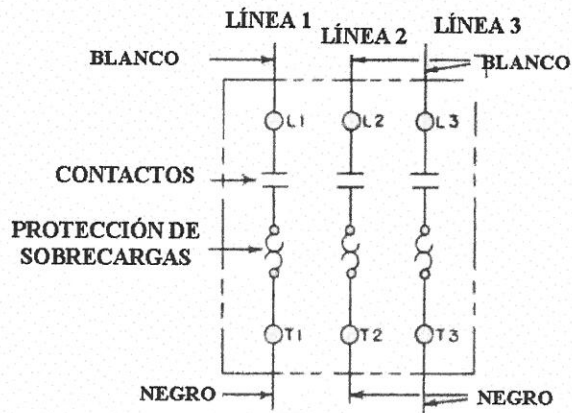 LÍNEA 1
LÍNEA 2
LÍNEA 3
BLANCO
BLANCO
L1
L2
L3
CONTACTOS
PROTECCIÓN DE
SOBRECARGAS
T1
T2
T3
NEGRO
NEGRO